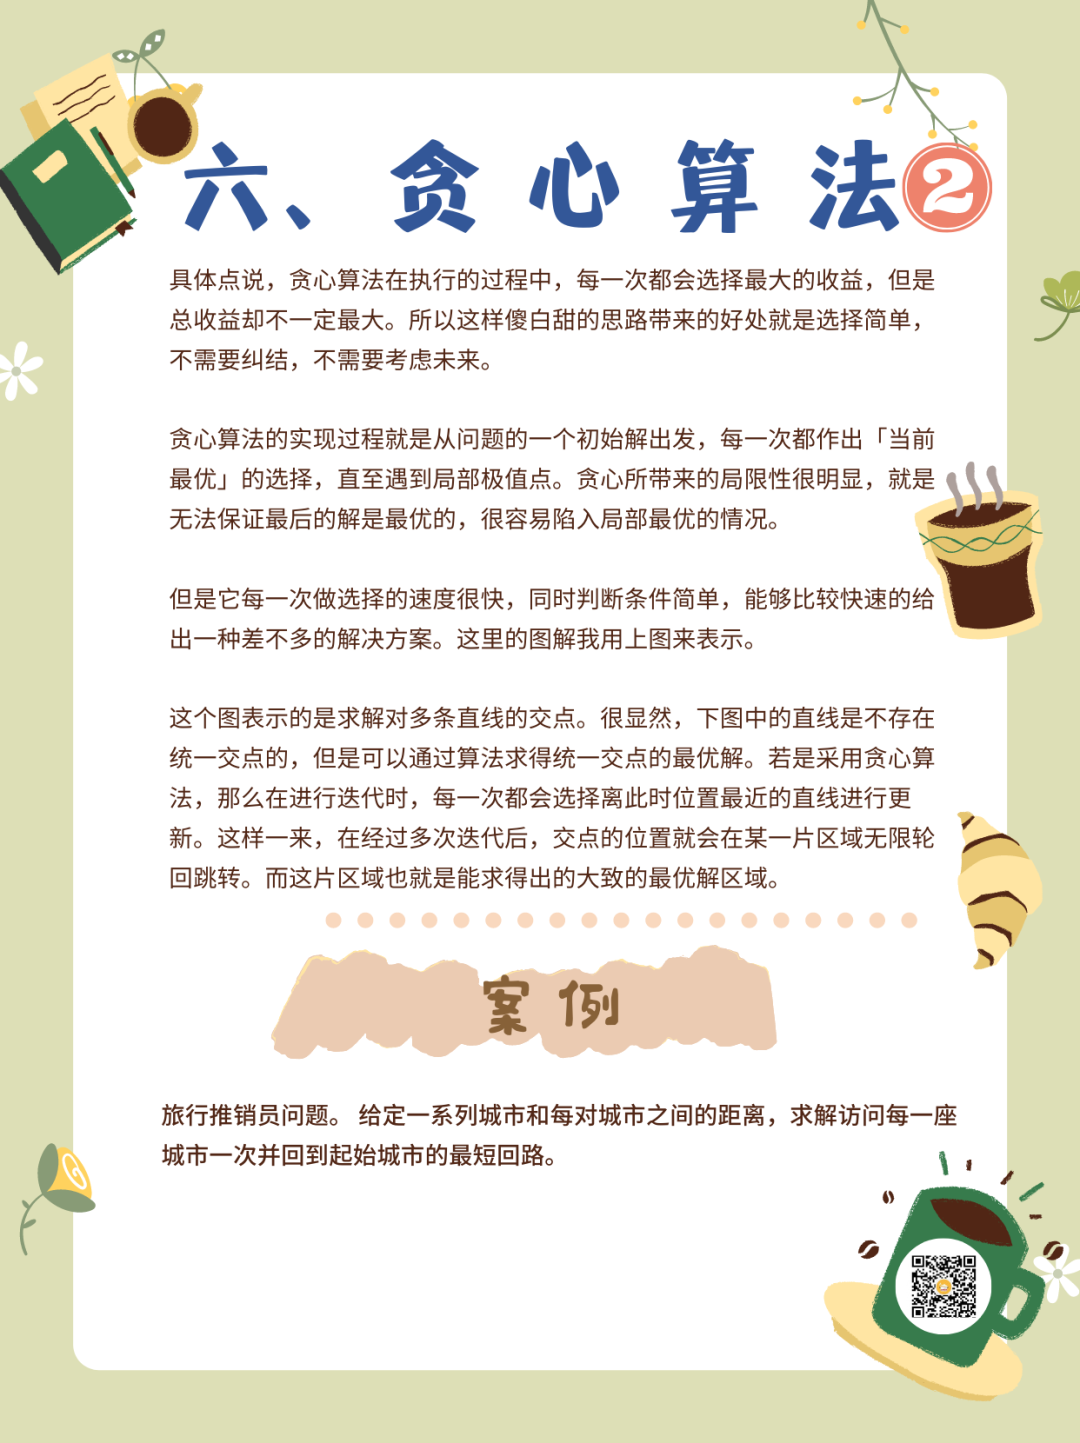 六、贪心算法2
具体点说，贪心算法在执行的过程中，每一次都会选择最大的收益，但是
总收益却不一定最大。所以这样傻白甜的思路带来的好处就是选择简单，
不需要纠结，不需要考虑未来。
贪心算法的实现过程就是从问题的一个初始解出发，每一次都作出「当前
最优」的选择，直至遇到局部极值点。贪心所带来的局限性很明显，就是
无法保证最后的解是最优的，很容易陷入局部最优的情况。
但是它每一次做选择的速度很快，同时判断条件简单，能够比较快速的给
出一种差不多的解决方案。这里的图解我用上图来表示。
这个图表示的是求解对多条直线的交点。很显然，下图中的直线是不存在
统一交点的，但是可以通过算法求得统一交点的最优解。若是采用贪心算
法，那么在进行迭代时，每一次都会选择离此时位置最近的直线进行更
新。这样一来，在经过多次迭代后，交点的位置就会在某一片区域无限轮
回跳转。而这片区域也就是能求得出的大致的最优解区域。
案例
旅行推销员问题。 给定一系列城市和每对城市之间的距离，求解访问每一座
城市一次并回到起始城市的最短回路。